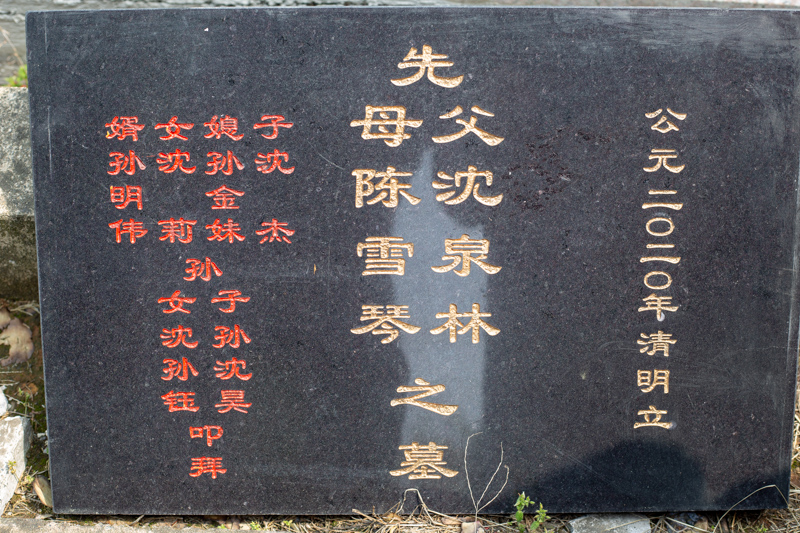 公元二〇二〇年清明立
先
父沈泉林
母陈雪琴
之墓
子沈 杰
媳孙金妹
女沈 莉
婿孙明伟
孙
子孙沈昊
女沈孙钰
叩拜